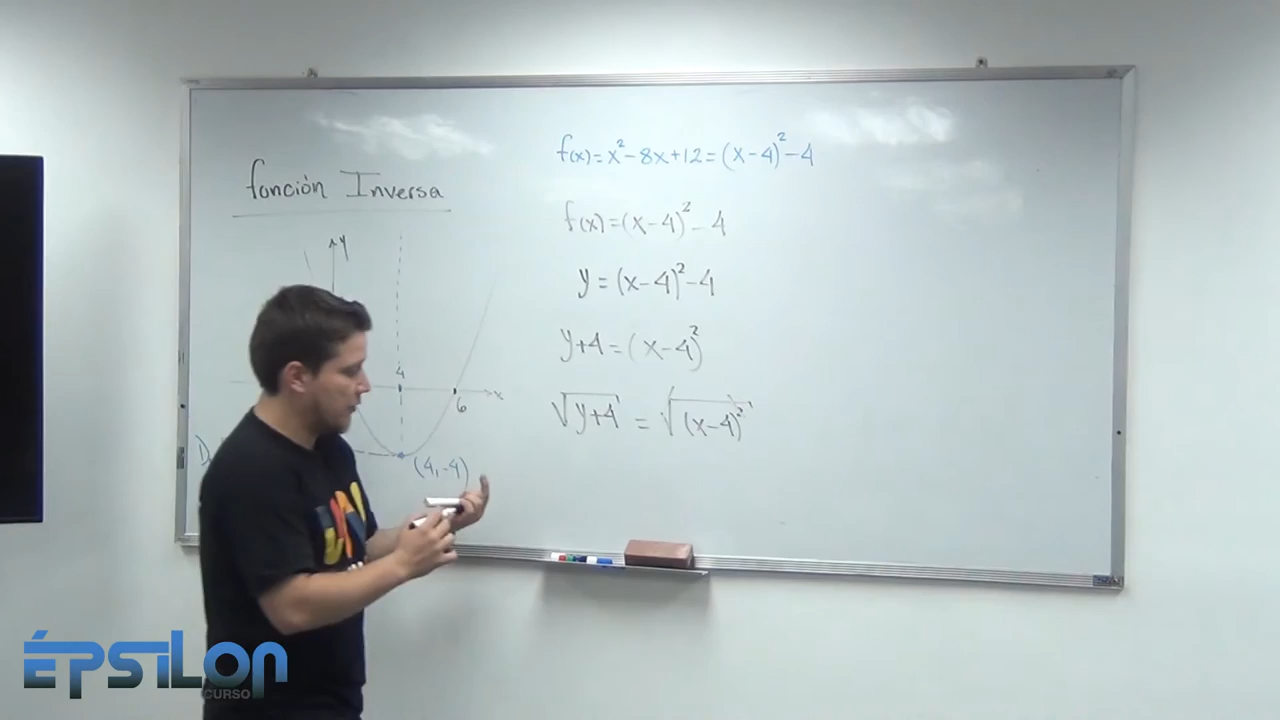 función Inversa
y
4
x
6
(4,-4)
D
f(x)=x²-8x+12=(x-4)²-4
f(x)=(x-4)²-4
y=(x-4)²-4
y+4=(x-4)²
√y+4 = √(x-4)²
ÉPSILON
CURSO